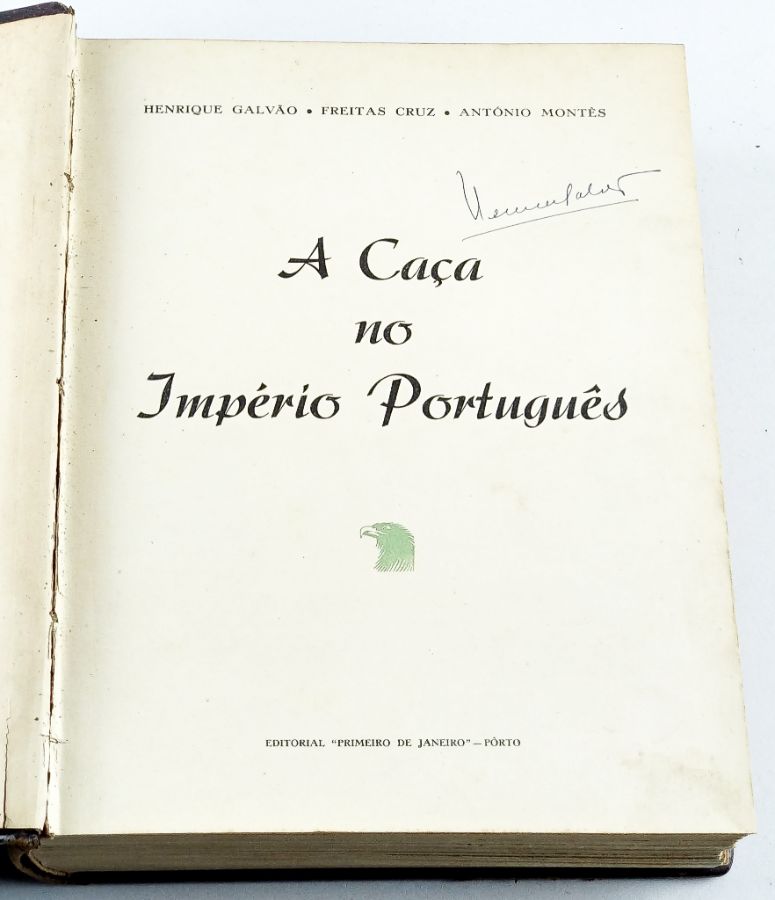 HENRIQUE GALVÃO • FREITAS CRUZ • ANTÓNIO MONTÊS
A Caça
no
Império Português
EDITORIAL "PRIMEIRO DE JANEIRO" — PÔRTO